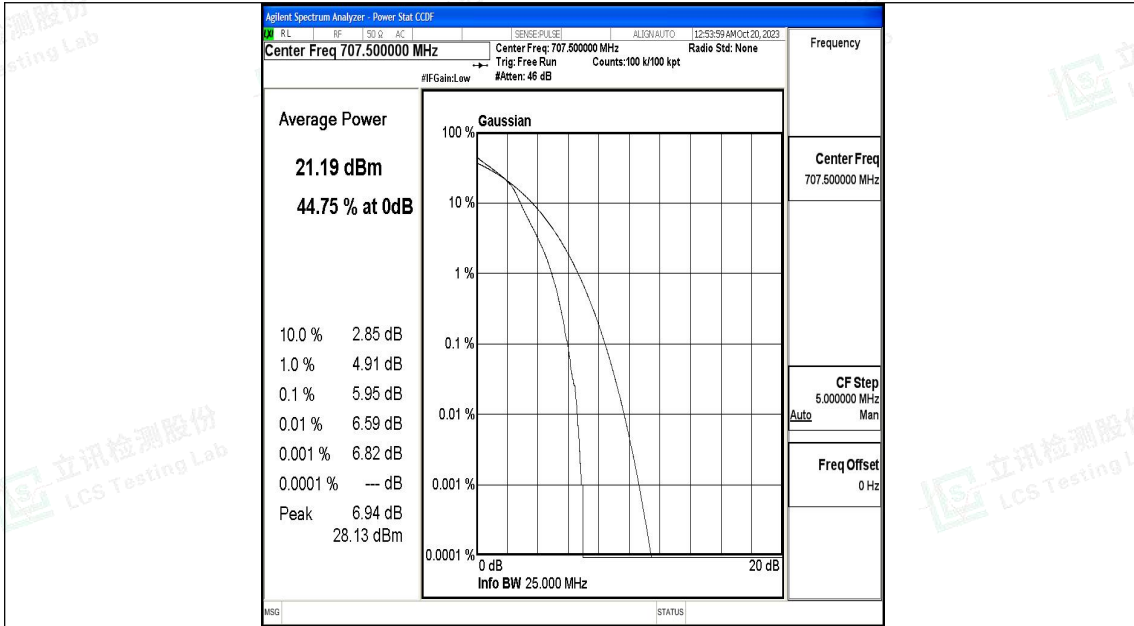 Agilent Spectrum Analyzer - Power Stat CCDF
RL RF 50 Ω AC SENSE:PULSE ALIGN AUTO 12:53:59 AM Oct 20, 2023
Center Freq 707.500000 MHz
Center Freq: 707.500000 MHz Radio Std: None
Trig: Free Run Counts:100 k/100 kpt
#IFGain:Low #Atten: 46 dB
Average Power
21.19 dBm
44.75 % at 0dB
10.0 % 2.85 dB
1.0 % 4.91 dB
0.1 % 5.95 dB
0.01 % 6.59 dB
0.001 % 6.82 dB
0.0001 % --- dB
Peak 6.94 dB
28.13 dBm
Gaussian
100 %
10 %
1 %
0.1 %
0.01 %
0.001 %
0.0001 %
0 dB 20 dB
Info BW 25.000 MHz
Frequency
Center Freq
707.500000 MHz
CF Step
5.000000 MHz
Auto Man
Freq Offset
0 Hz
MSG STATUS
测股份
sting Lab
立讯检测股份
LCS Testing Lab
立讯检测股份
LCS Testing L